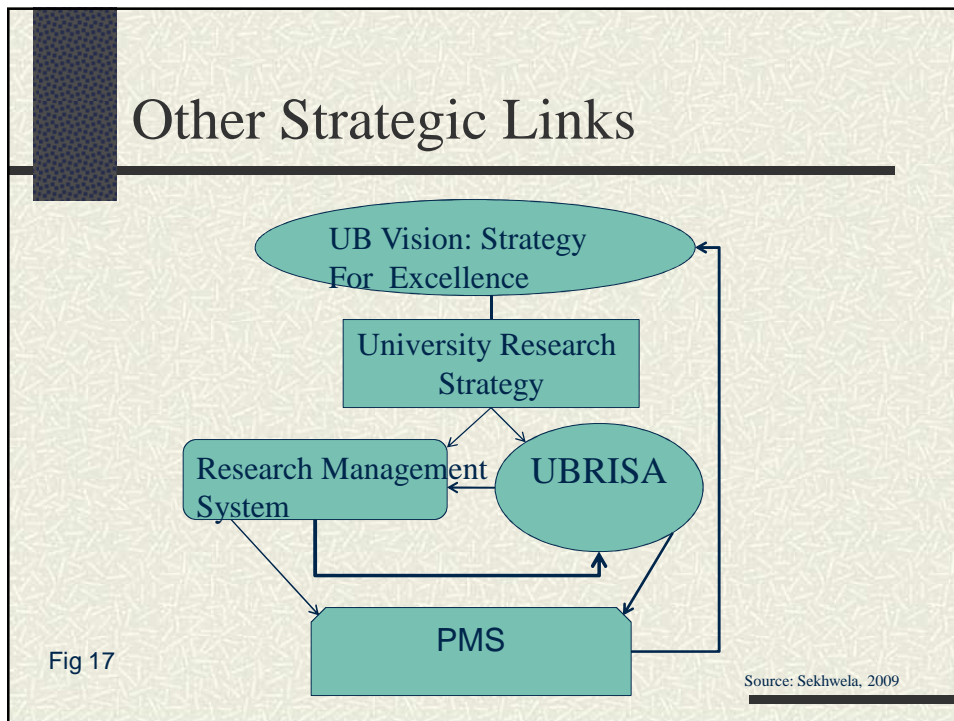 Other Strategic Links
UB Vision: Strategy
For Excellence
University Research
Strategy
Research Management
System
UBRISA
PMS
Fig 17
Source: Sekhwela, 2009